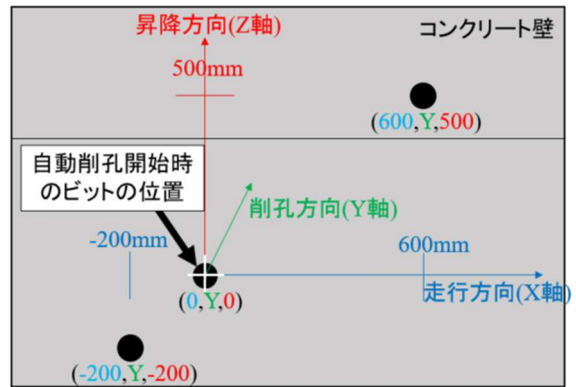 昇降方向(Z軸)
コンクリート壁
500mm
(600,Y,500)
自動削孔開始時
のビットの位置
削孔方向(Y軸)
-200mm
600mm
走行方向(X軸)
(0,Y,0)
(-200,Y,-200)